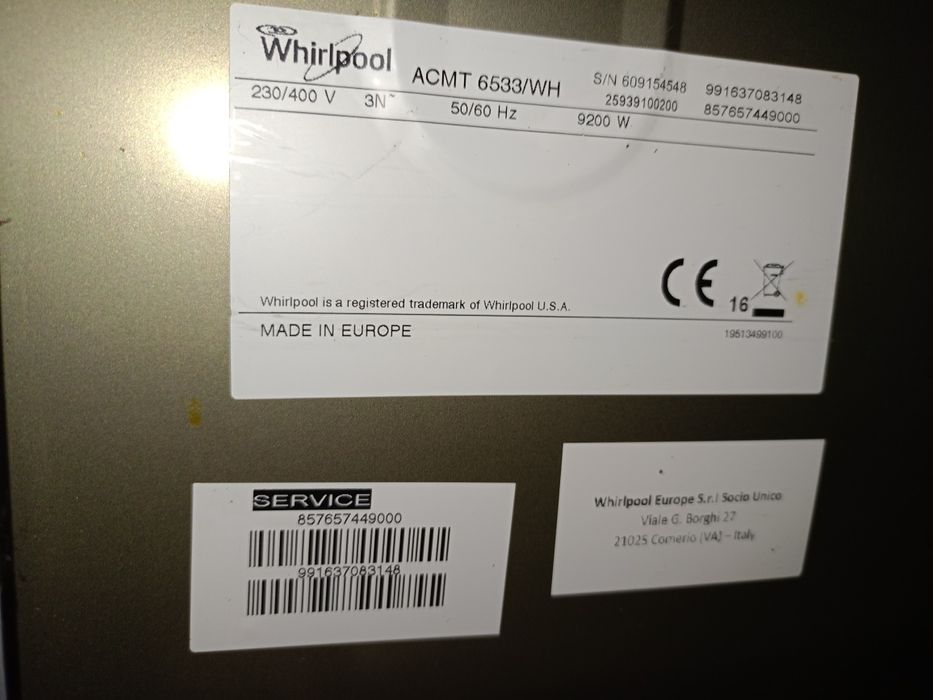 Whirlpool
ACMT 6533/WH S/N 609154548 991637083148
230/400 V 3N~ 50/60 Hz 25939100200 857657449000
9200 W
Whirlpool is a registered trademark of Whirlpool U.S.A.
CE 16
MADE IN EUROPE 19513499100
SERVICE
857657449000
991637083148
Whirlpool Europe S.r.l Socio Unico
Viale G. Borghi 27
21025 Comerio (VA) – Italy